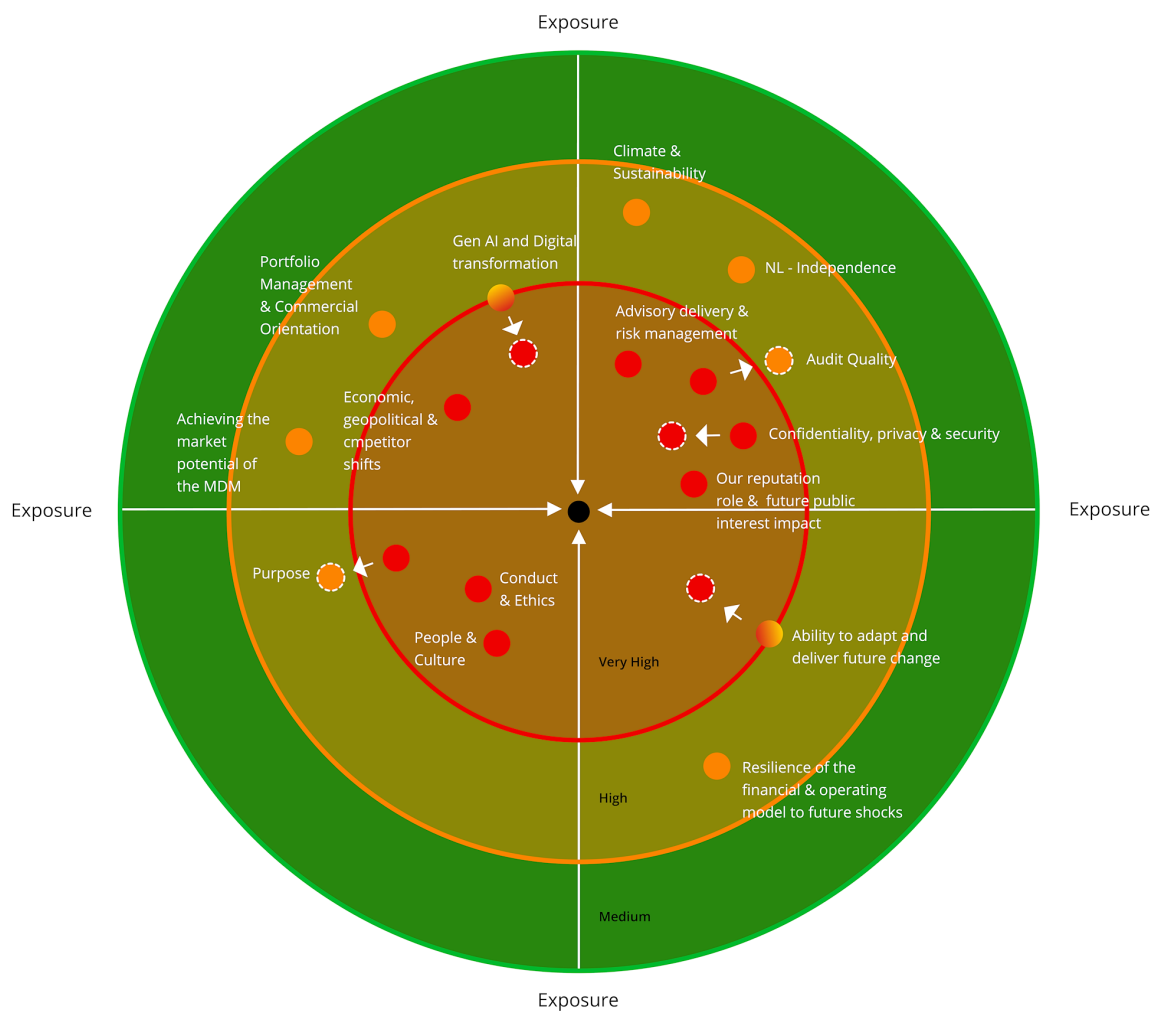 Exposure
Climate &
Sustainability
Gen AI and Digital
transformation
Portfolio
Management
& Commercial
Orientation
NL - Independence
Advisory delivery &
risk management
Audit Quality
Economic,
geopolitical &
cmpetitor
shifts
Achieving the
market
potential of
the MDM
Confidentiality, privacy & security
Our reputation
role & future public
interest impact
Exposure
Exposure
Purpose
Conduct
& Ethics
People &
Culture
Ability to adapt and
deliver future change
Very High
Resilience of the
financial & operating
model to future shocks
High
Medium
Exposure